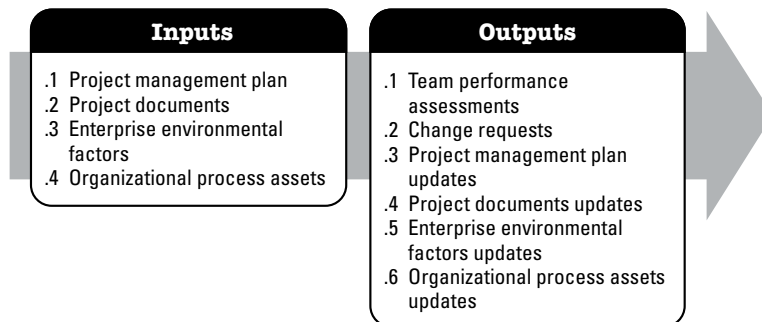 Inputs
.1 Project management plan
.2 Project documents
.3 Enterprise environmental
factors
.4 Organizational process assets
Outputs
.1 Team performance
assessments
.2 Change requests
.3 Project management plan
updates
.4 Project documents updates
.5 Enterprise environmental
factors updates
.6 Organizational process assets
updates